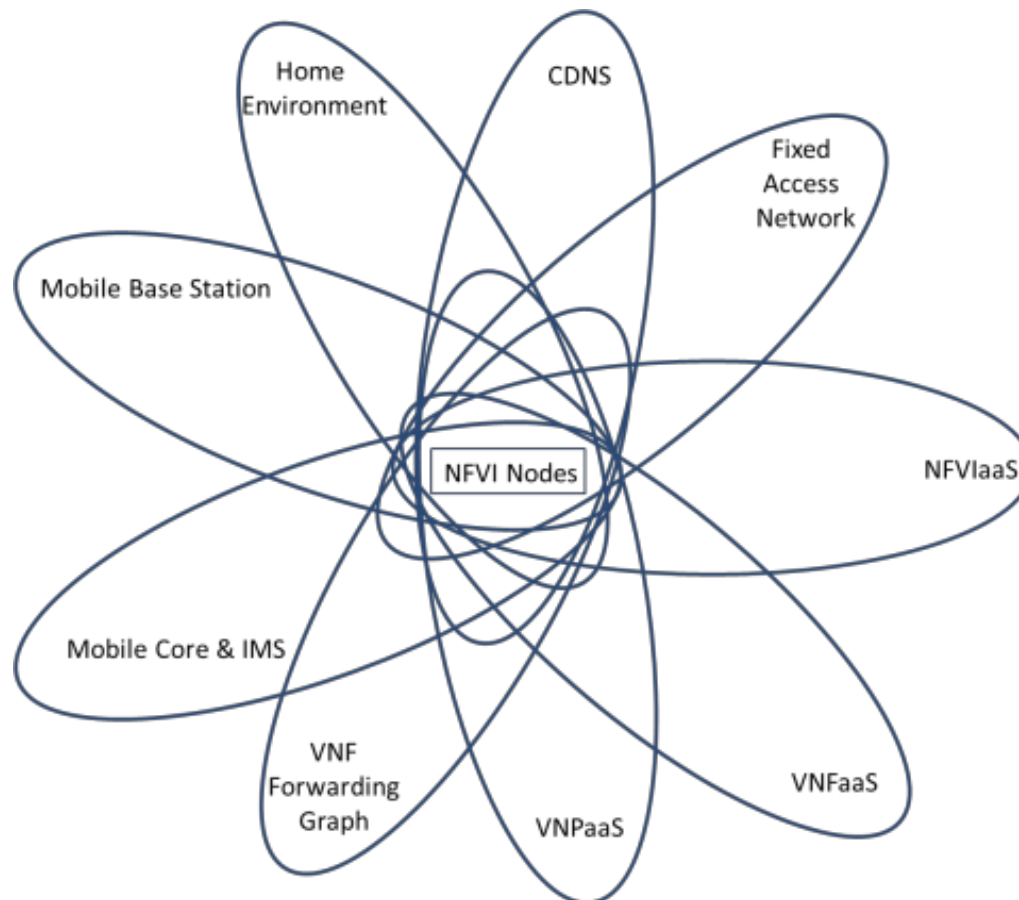 Home
Environment
CDNS
Fixed
Access
Network
Mobile Base Station
NFVI Nodes
NFVIaaS
Mobile Core & IMS
VNF
Forwarding
Graph
VNPaaS
VNFaaS